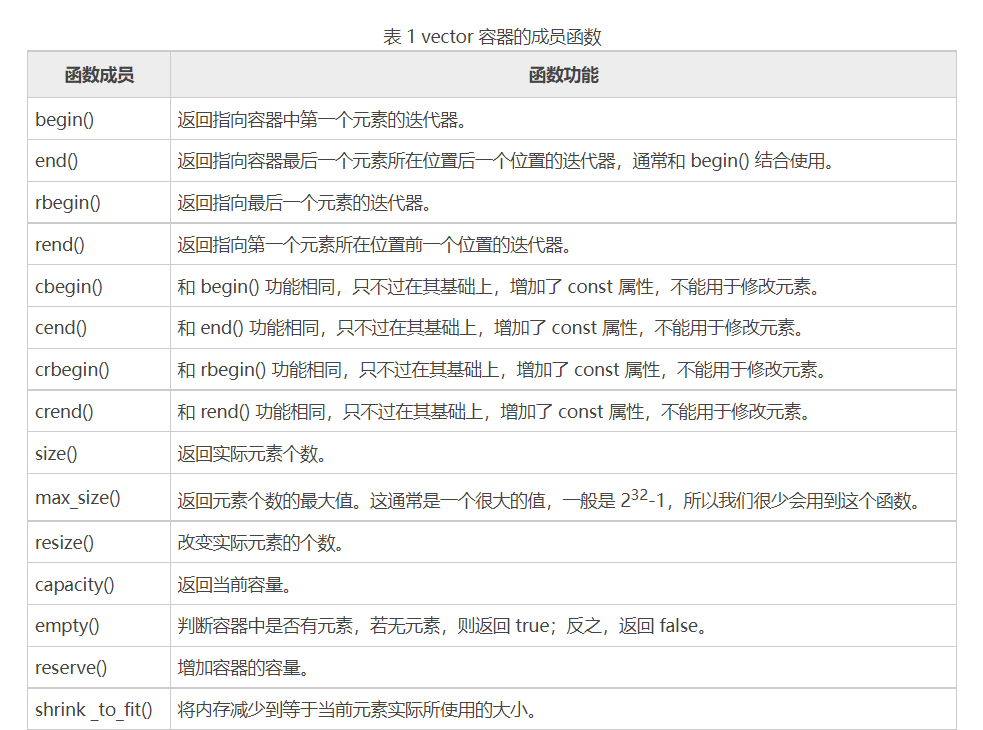 表 1 vector 容器的成员函数
函数成员 函数功能
begin() 返回指向容器中第一个元素的迭代器。
end() 返回指向容器最后一个元素所在位置后一个位置的迭代器，通常和 begin() 结合使用。
rbegin() 返回指向最后一个元素的迭代器。
rend() 返回指向第一个元素所在位置前一个位置的迭代器。
cbegin() 和 begin() 功能相同，只不过在其基础上，增加了 const 属性，不能用于修改元素。
cend() 和 end() 功能相同，只不过在其基础上，增加了 const 属性，不能用于修改元素。
crbegin() 和 rbegin() 功能相同，只不过在其基础上，增加了 const 属性，不能用于修改元素。
crend() 和 rend() 功能相同，只不过在其基础上，增加了 const 属性，不能用于修改元素。
size() 返回实际元素个数。
max_size() 返回元素个数的最大值。这通常是一个很大的值，一般是 2³²-1，所以我们很少会用到这个函数。
resize() 改变实际元素的个数。
capacity() 返回当前容量。
empty() 判断容器中是否有元素，若无元素，则返回 true；反之，返回 false。
reserve() 增加容器的容量。
shrink _to_fit() 将内存减少到等于当前元素实际所使用的大小。